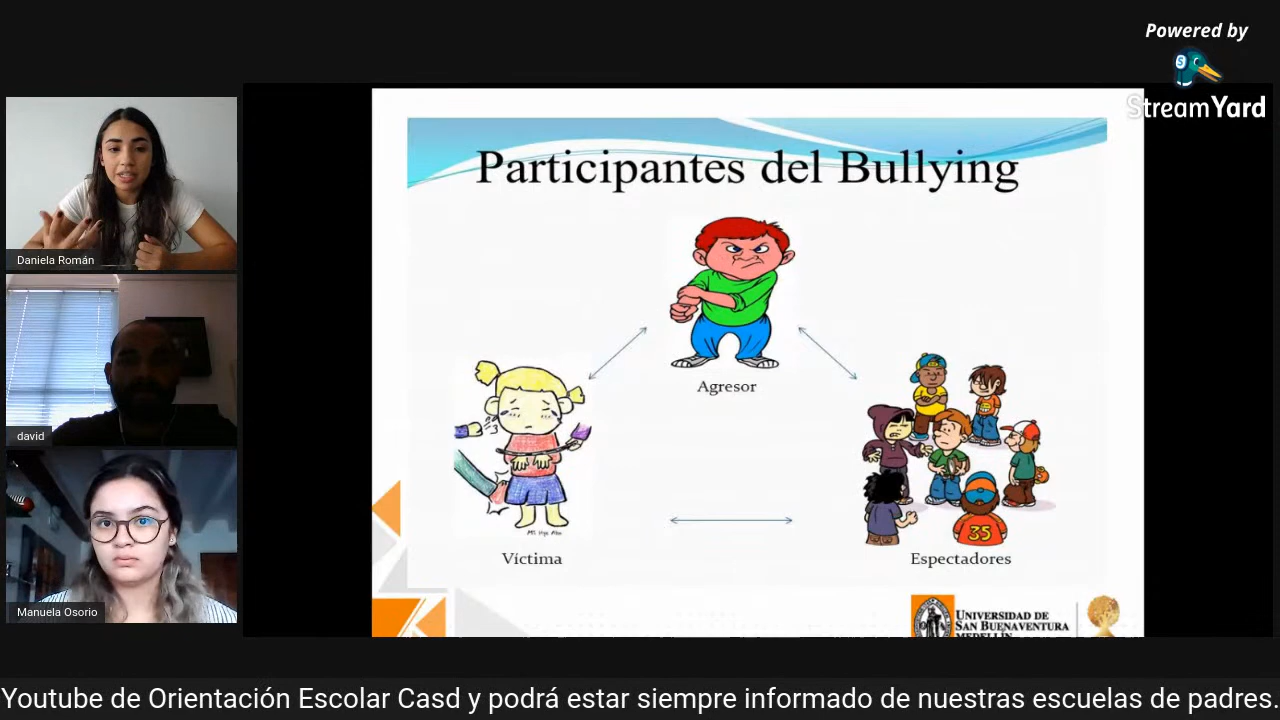 Powered by
StreamYard
Daniela Román
david
Manuela Osorio
Participantes del Bullying
Agresor
Víctima
Espectadores
35
UNIVERSIDAD DE
SAN BUENAVENTURA
MEDELLÍN
Youtube de Orientación Escolar Casd y podrá estar siempre informado de nuestras escuelas de padres.